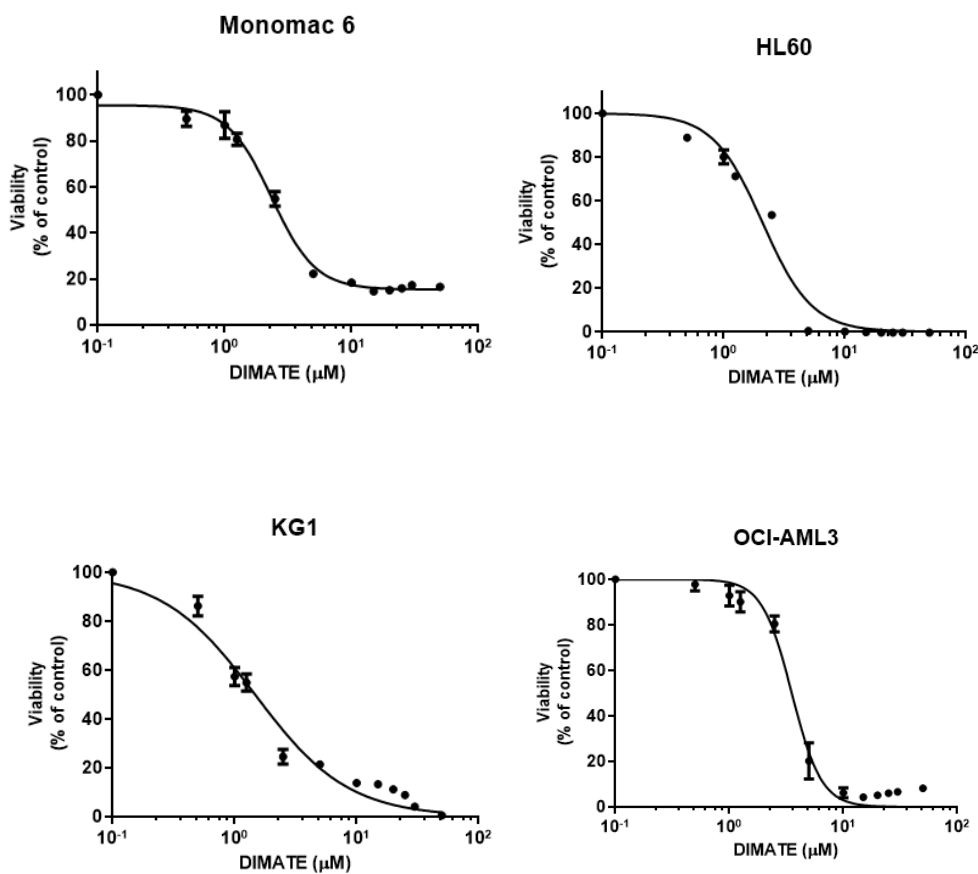 Monomac 6
100
80
60
40
20
0
Viability
(% of control)
10⁻¹ 10⁰ 10¹ 10²
DIMATE (μM)
HL60
100
80
60
40
20
0
Viability
(% of control)
10⁻¹ 10⁰ 10¹ 10²
DIMATE (μM)
KG1
100
80
60
40
20
0
Viability
(% of control)
10⁻¹ 10⁰ 10¹ 10²
DIMATE (μM)
OCI-AML3
100
80
60
40
20
0
Viability
(% of control)
10⁻¹ 10⁰ 10¹ 10²
DIMATE (μM)